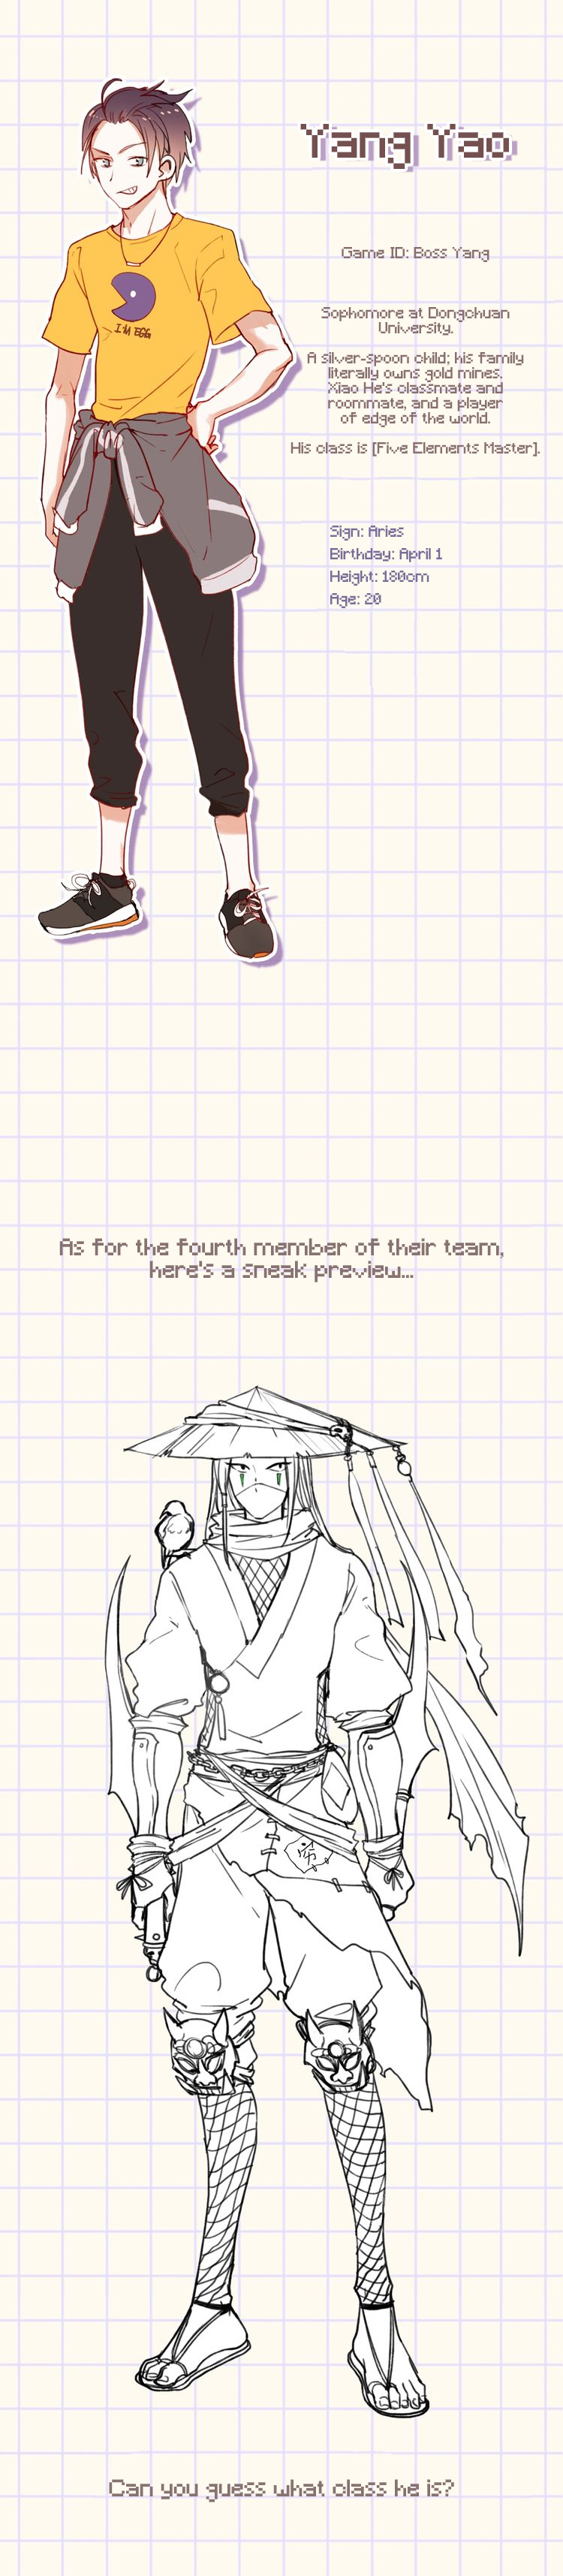 Yang Yao
Game ID: Boss Yang
I'M EGG
Sophomore at Dongchuan
University.
A silver-spoon child; his family
literally owns gold mines.
Xiao He's classmate and
roommate, and a player
of edge of the world.
His class is [Five Elements Master].
Sign: Aries
Birthday: April 1
Height: 180cm
Age: 20
As for the fourth member of their team,
here's a sneak preview...
Can you guess what class he is?